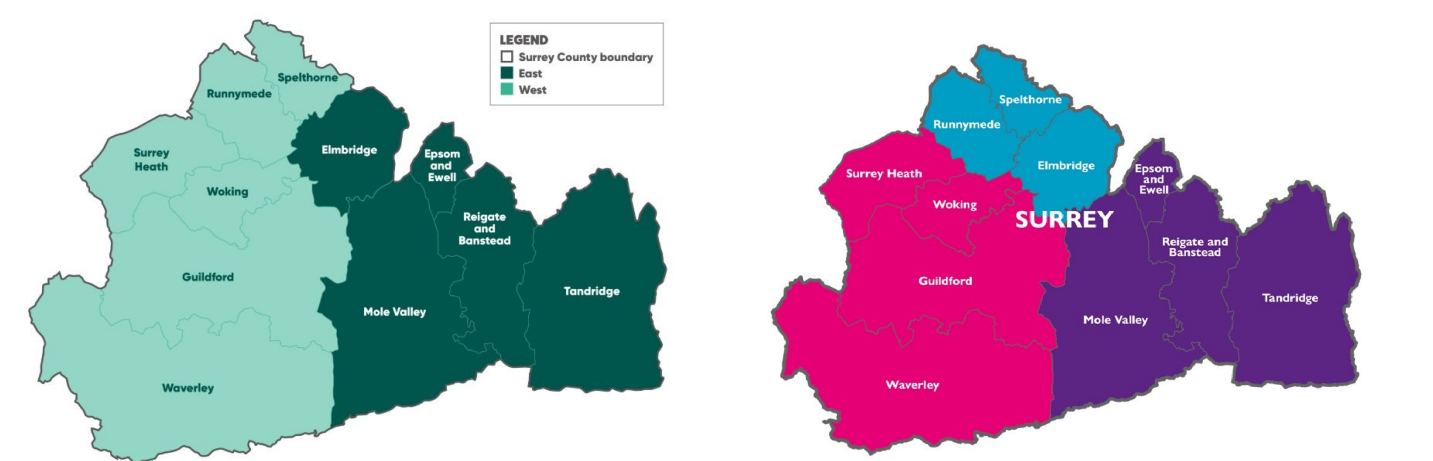 LEGEND
Surrey County boundary
East
West
Spelthorne
Runnymede
Elmbridge
Surrey
Heath
Epsom
and
Ewell
Woking
Reigate
and
Banstead
Guildford
Tandridge
Mole Valley
Waverley
Spelthorne
Runnymede
Elmbridge
Surrey Heath
Epsom
and
Ewell
Woking
SURREY
Reigate and
Banstead
Guildford
Tandridge
Mole Valley
Waverley